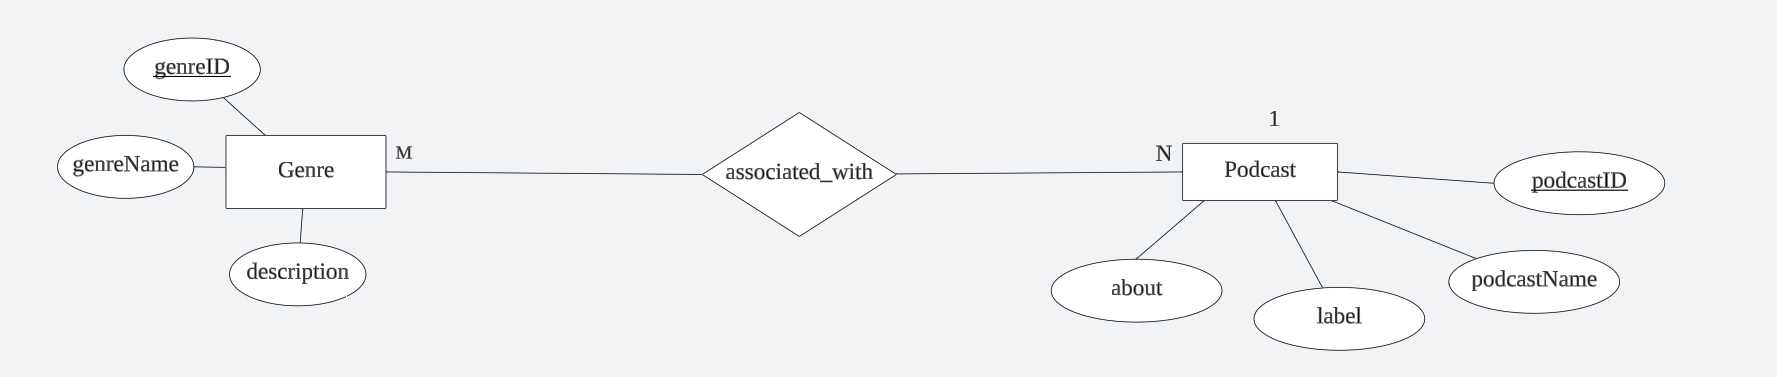 genreID
genreName
Genre
M
description
associated_with
1
N
Podcast
podcastID
podcastName
about
label